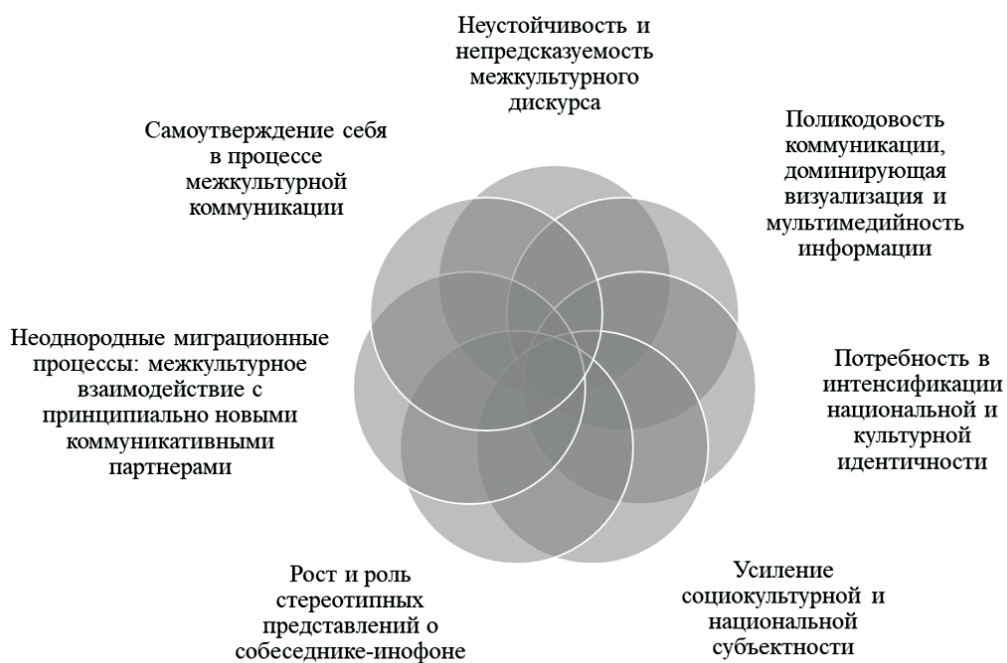 Неустойчивость и
непредсказуемость
межкультурного
дискурса
Поликодовость
коммуникации,
доминирующая
визуализация и
мультимедийность
информации
Потребность в
интенсификации
национальной и
культурной
идентичности
Усиление
социокультурной и
национальной
субъектности
Рост и роль
стереотипных
представлений о
собеседнике-инофоне
Неоднородные миграционные
процессы: межкультурное
взаимодействие с
принципиально новыми
коммуникативными
партнерами
Самоутверждение себя
в процессе
межкультурной
коммуникации